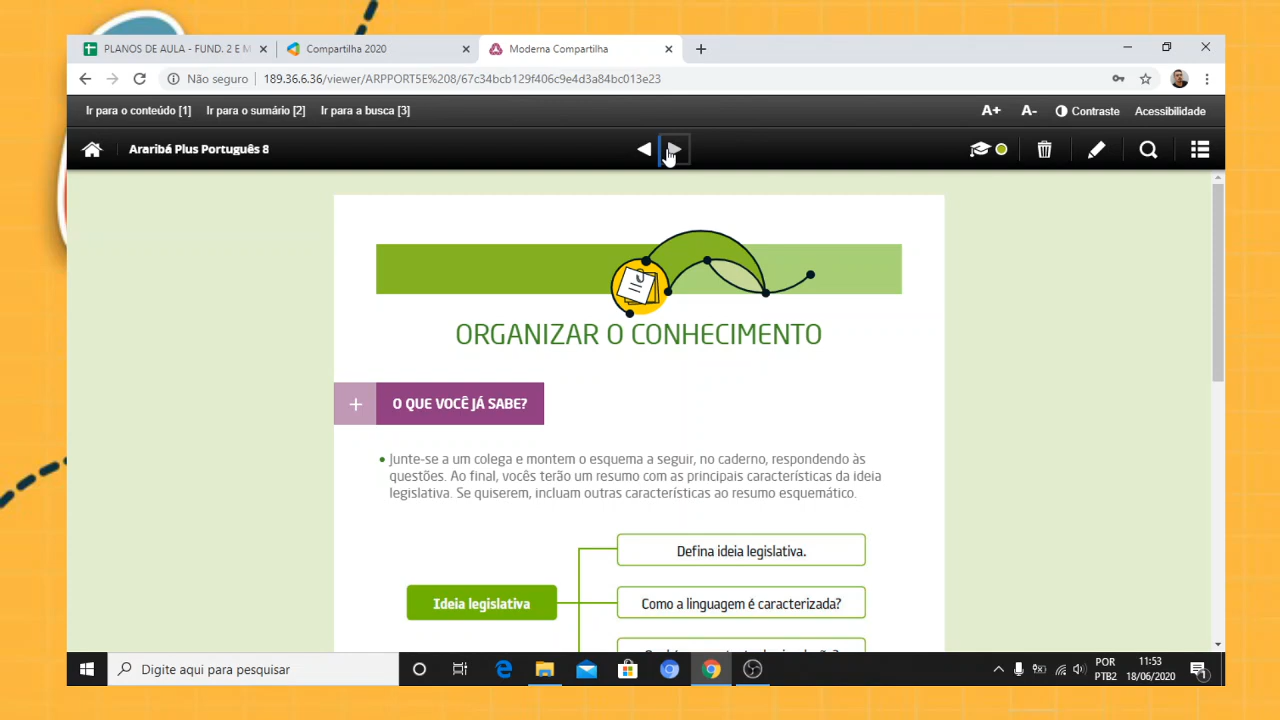 PLANOS DE AULA - FUND. 2 E M
Compartilha 2020
Moderna Compartilha
Não seguro
189.36.6.36/viewer/ARPPORT5E%208/67c34bcb129f406c9e4d3a84bc013e23
Ir para o conteúdo [1]
Ir para o sumário [2]
Ir para a busca [3]
A+
A-
Contraste
Acessibilidade
Araribá Plus Português 8
ORGANIZAR O CONHECIMENTO
+ O QUE VOCÊ JÁ SABE?
• Junte-se a um colega e montem o esquema a seguir, no caderno, respondendo às
questões. Ao final, vocês terão um resumo com as principais características da ideia
legislativa. Se quiserem, incluam outras características ao resumo esquemático.
Defina ideia legislativa.
Ideia legislativa
Como a linguagem é caracterizada?
Digite aqui para pesquisar
POR
PTB2
11:53
18/06/2020
1